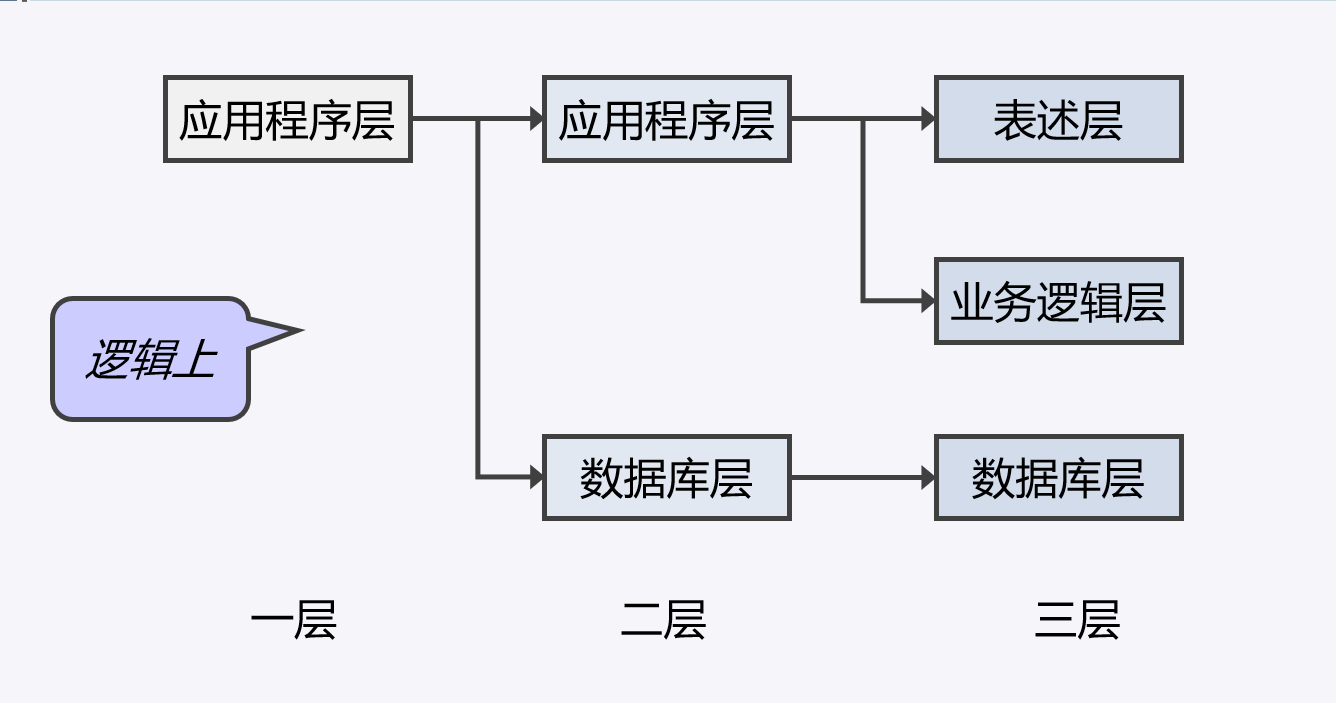 应用程序层
应用程序层
表述层
业务逻辑层
逻辑上
数据库层
数据库层
一层
二层
三层